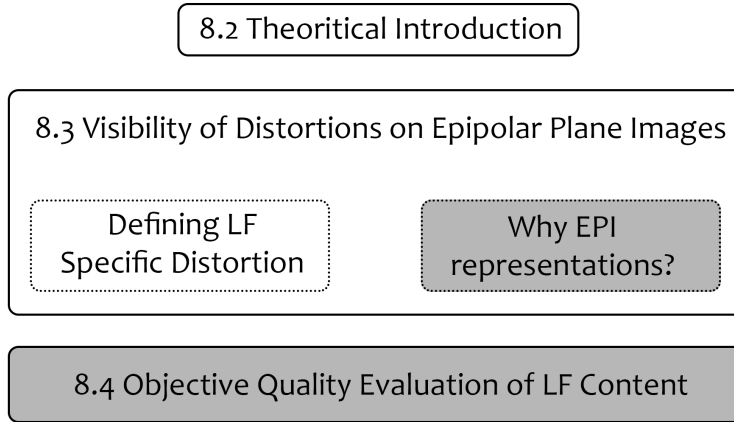 8.2 Theoritical Introduction
8.3 Visibility of Distortions on Epipolar Plane Images
Defining LF
Specific Distortion
Why EPI
representations?
8.4 Objective Quality Evaluation of LF Content